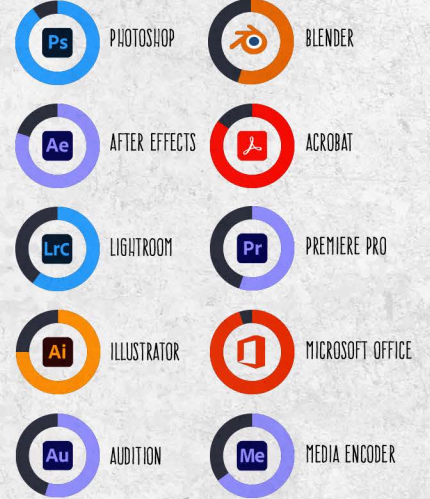 Ps PHOTOSHOP
BLENDER
Ae AFTER EFFECTS
ACROBAT
LrC LIGHTROOM
Pr PREMIERE PRO
Ai ILLUSTRATOR
MICROSOFT OFFICE
Au AUDITION
Me MEDIA ENCODER